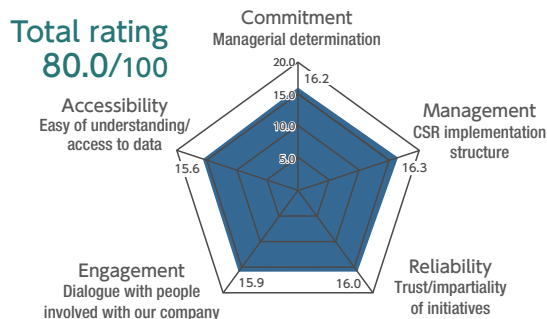 Total rating
80.0/100
Commitment
Managerial determination
20.0
16.2
15.0
10.0
5.0
Accessibility
Easy of understanding/
access to data
15.6
Management
CSR implementation
structure
16.3
Engagement
Dialogue with people
involved with our company
15.9
Reliability
Trust/impartiality
of initiatives
16.0